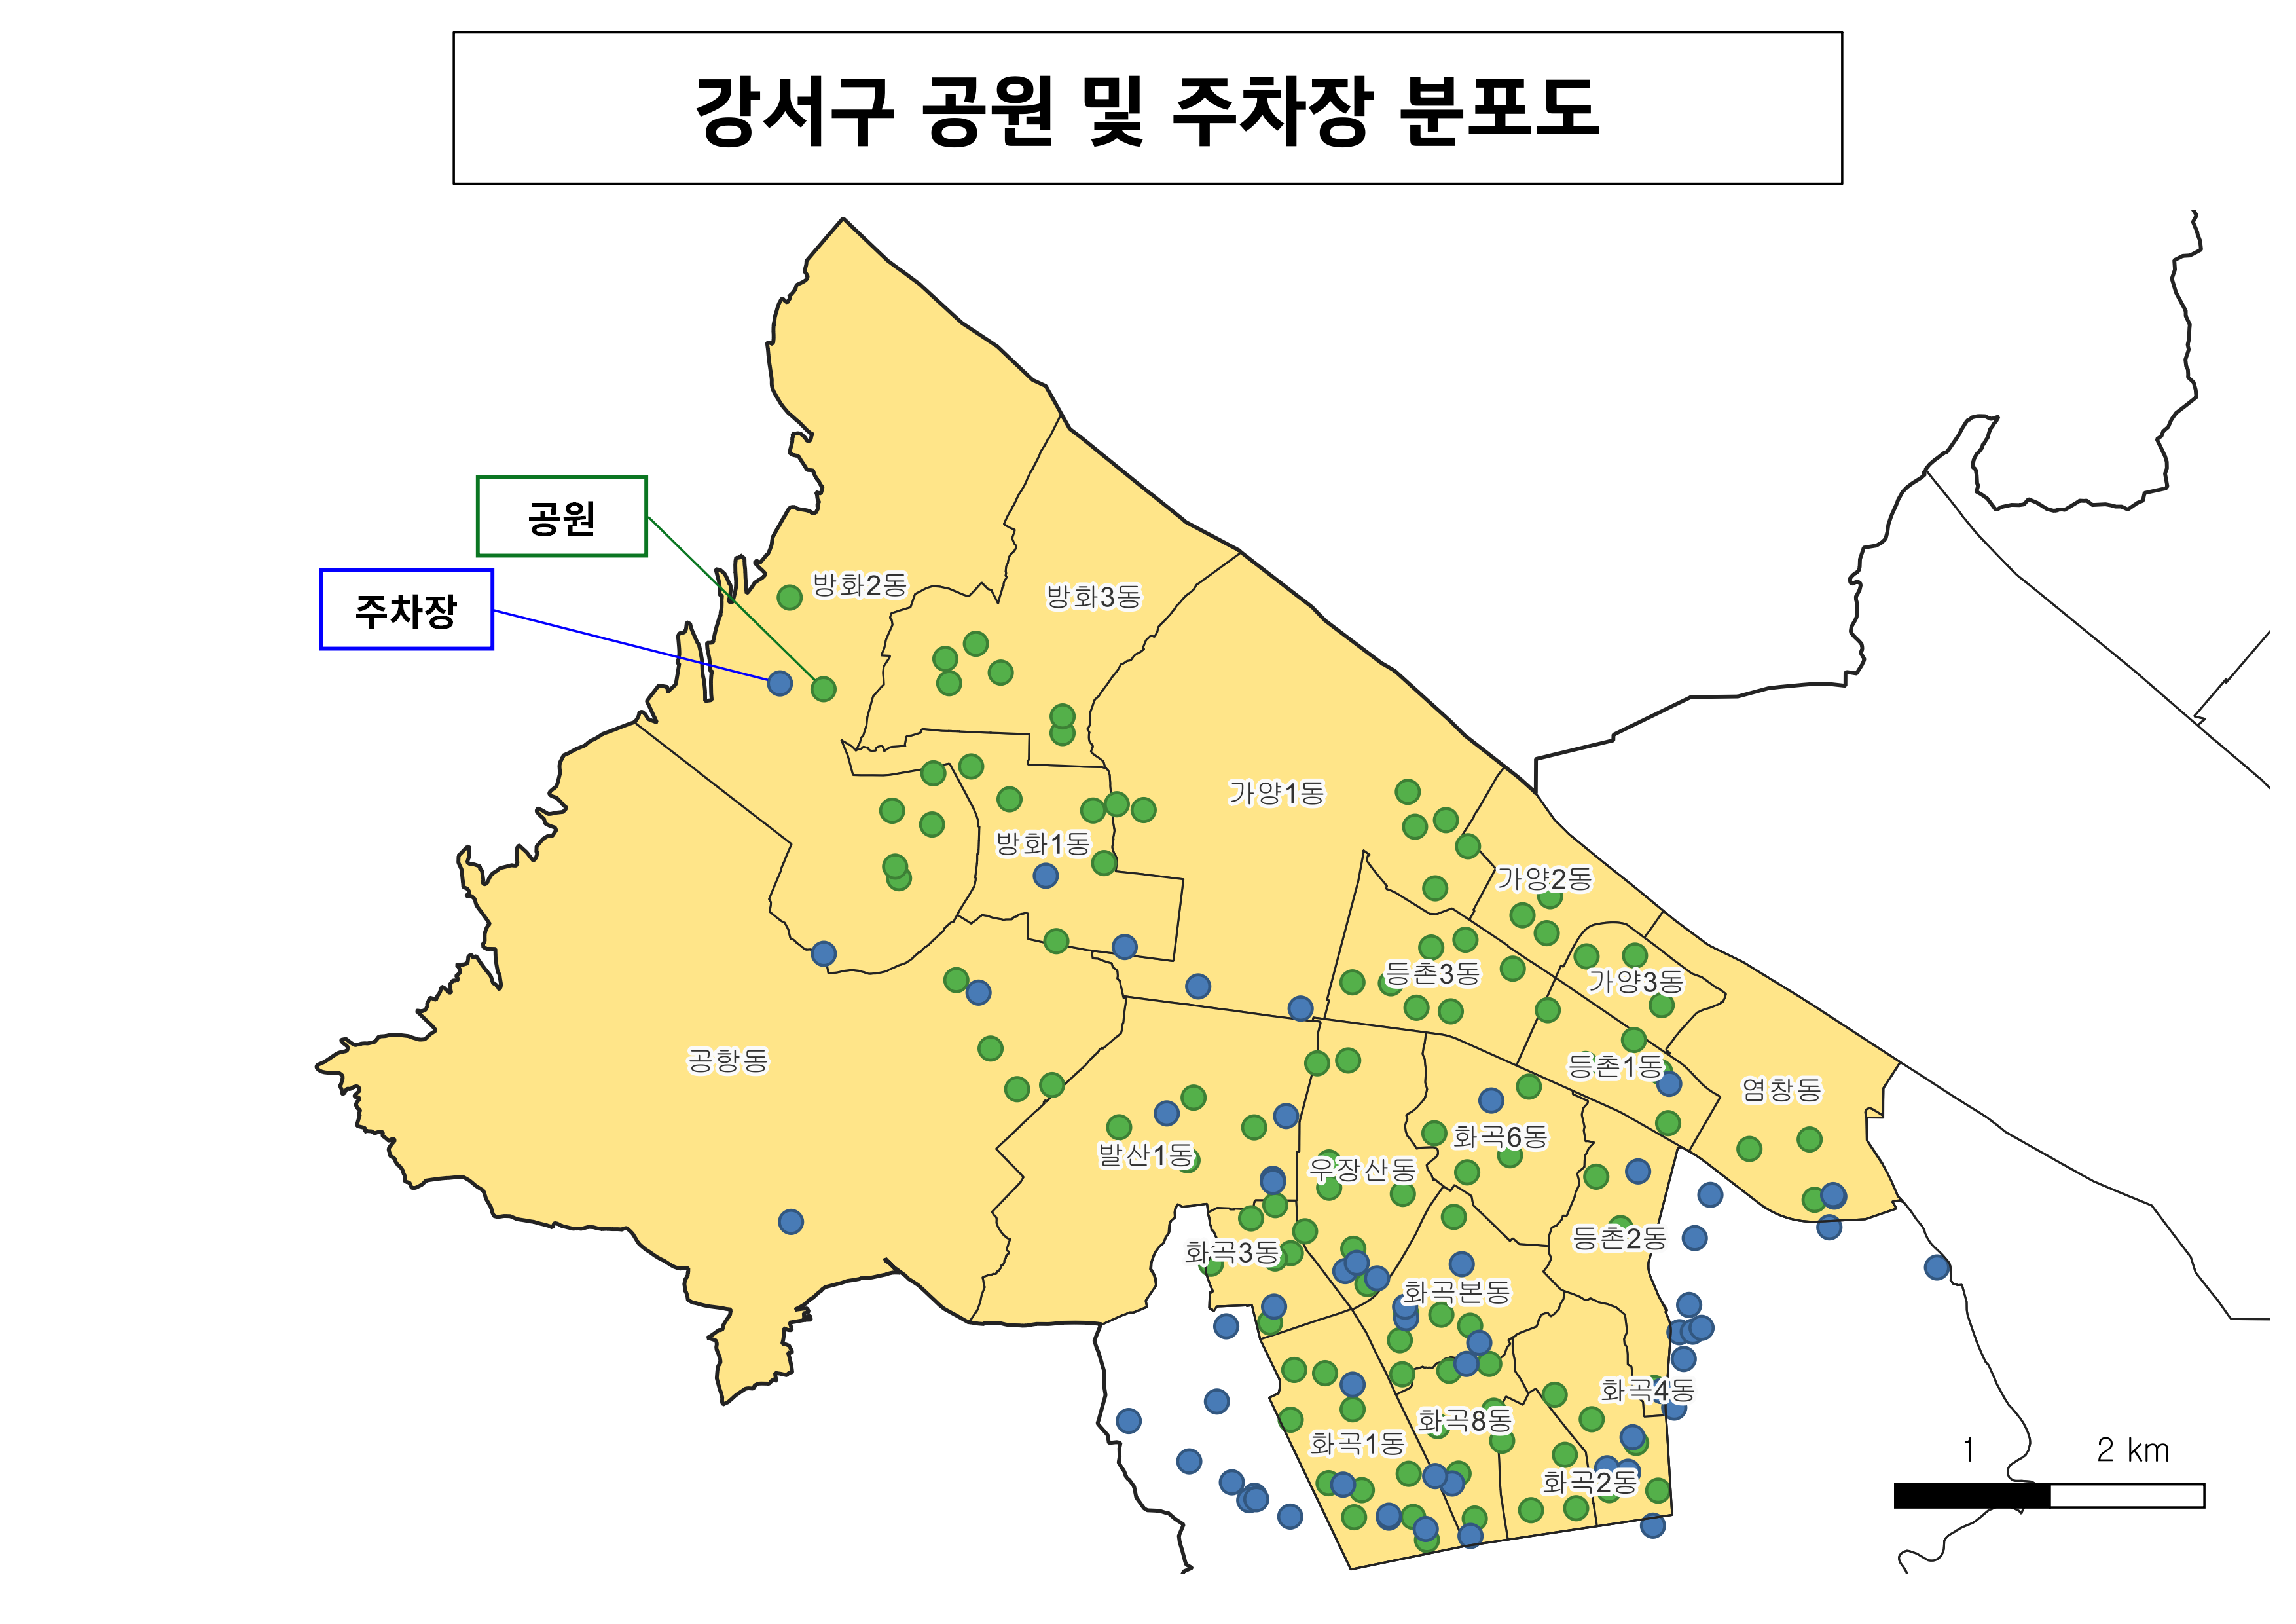 강서구 공원 및 주차장 분포도
공원
주차장
방화2동
방화3동
가양1동
방화1동
가양2동
등촌3동
가양3동
공항동
등촌1동
염창동
발산1동
화곡6동
우장산동
화곡3동
등촌2동
화곡본동
화곡4동
화곡8동
화곡1동
화곡2동
1 2 km